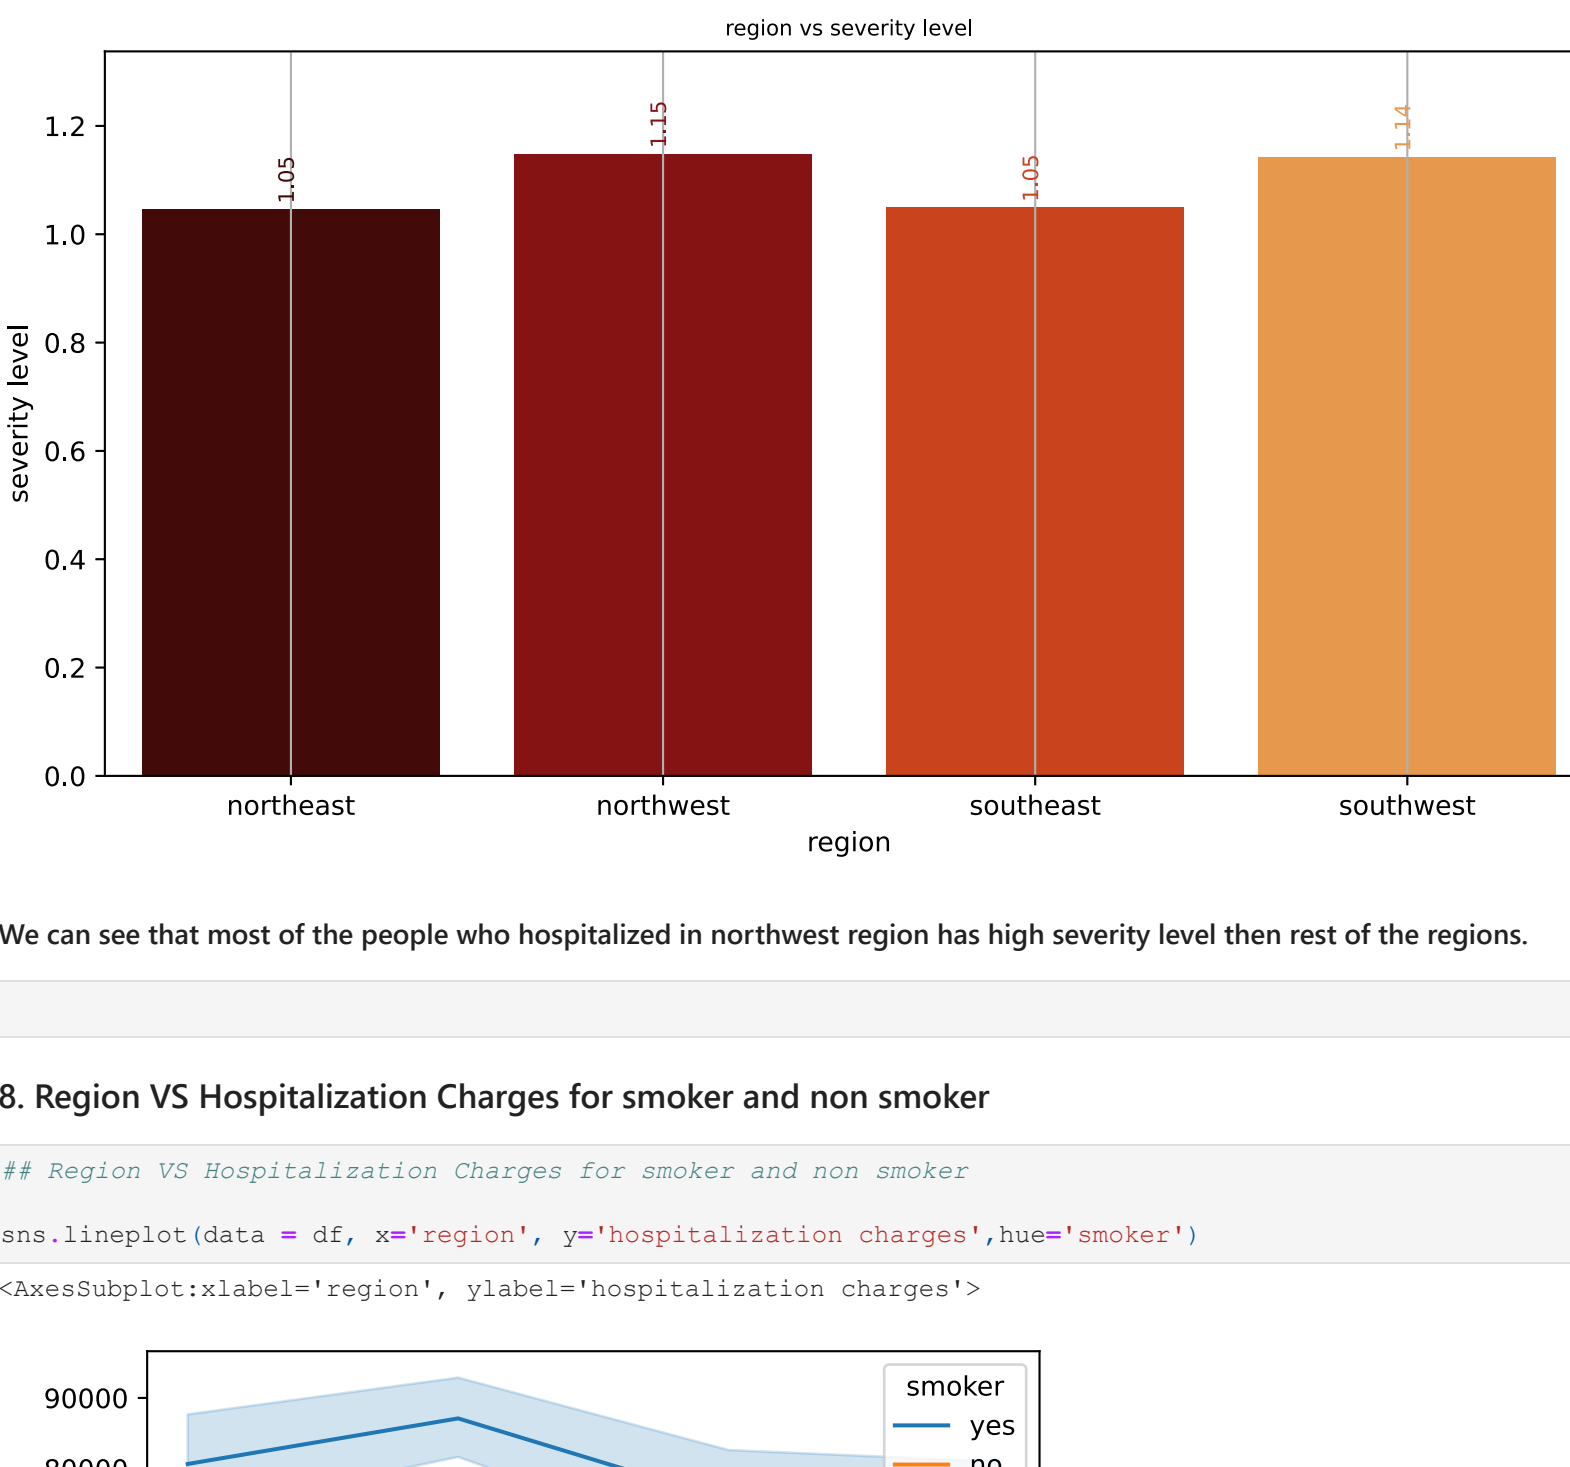 region vs severity level
1.2
1.0
0.8
0.6
0.4
0.2
0.0
severity level
1.05
1.15
1.05
1.14
northeast northwest southeast southwest
region
We can see that most of the people who hospitalized in northwest region has high severity level then rest of the regions.
8. Region VS Hospitalization Charges for smoker and non smoker
## Region VS Hospitalization Charges for smoker and non smoker
sns.lineplot(data = df, x='region', y='hospitalization charges',hue='smoker')
<AxesSubplot:xlabel='region', ylabel='hospitalization charges'>
90000
80000
smoker
yes
no